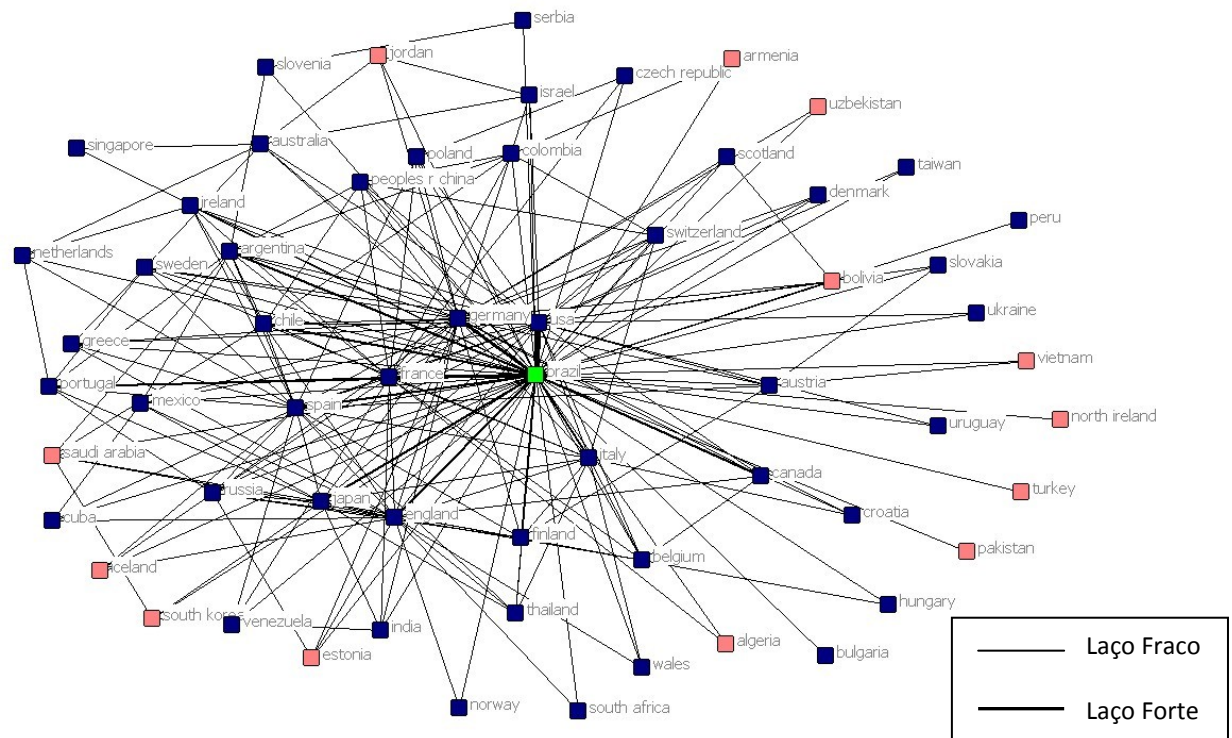 serbia
jordan
armenia
slovenia
czech republic
israel
uzbekistan
singapore
australia
poland
colombia
scotland
taiwan
peoples r china
denmark
ireland
peru
switzerland
netherlands
argentina
sweden
slovakia
bolivia
germany
usa
ukraine
chile
greece
vietnam
brazil
france
portugal
austria
mexico
spain
north ireland
uruguay
saudi arabia
italy
canada
russia
japan
turkey
cuba
england
croatia
finland
pakistan
belgium
iceland
hungary
thailand
south korea
venezuela
india
algeria
estonia
bulgaria
wales
norway
south africa
Laço Fraco
Laço Forte